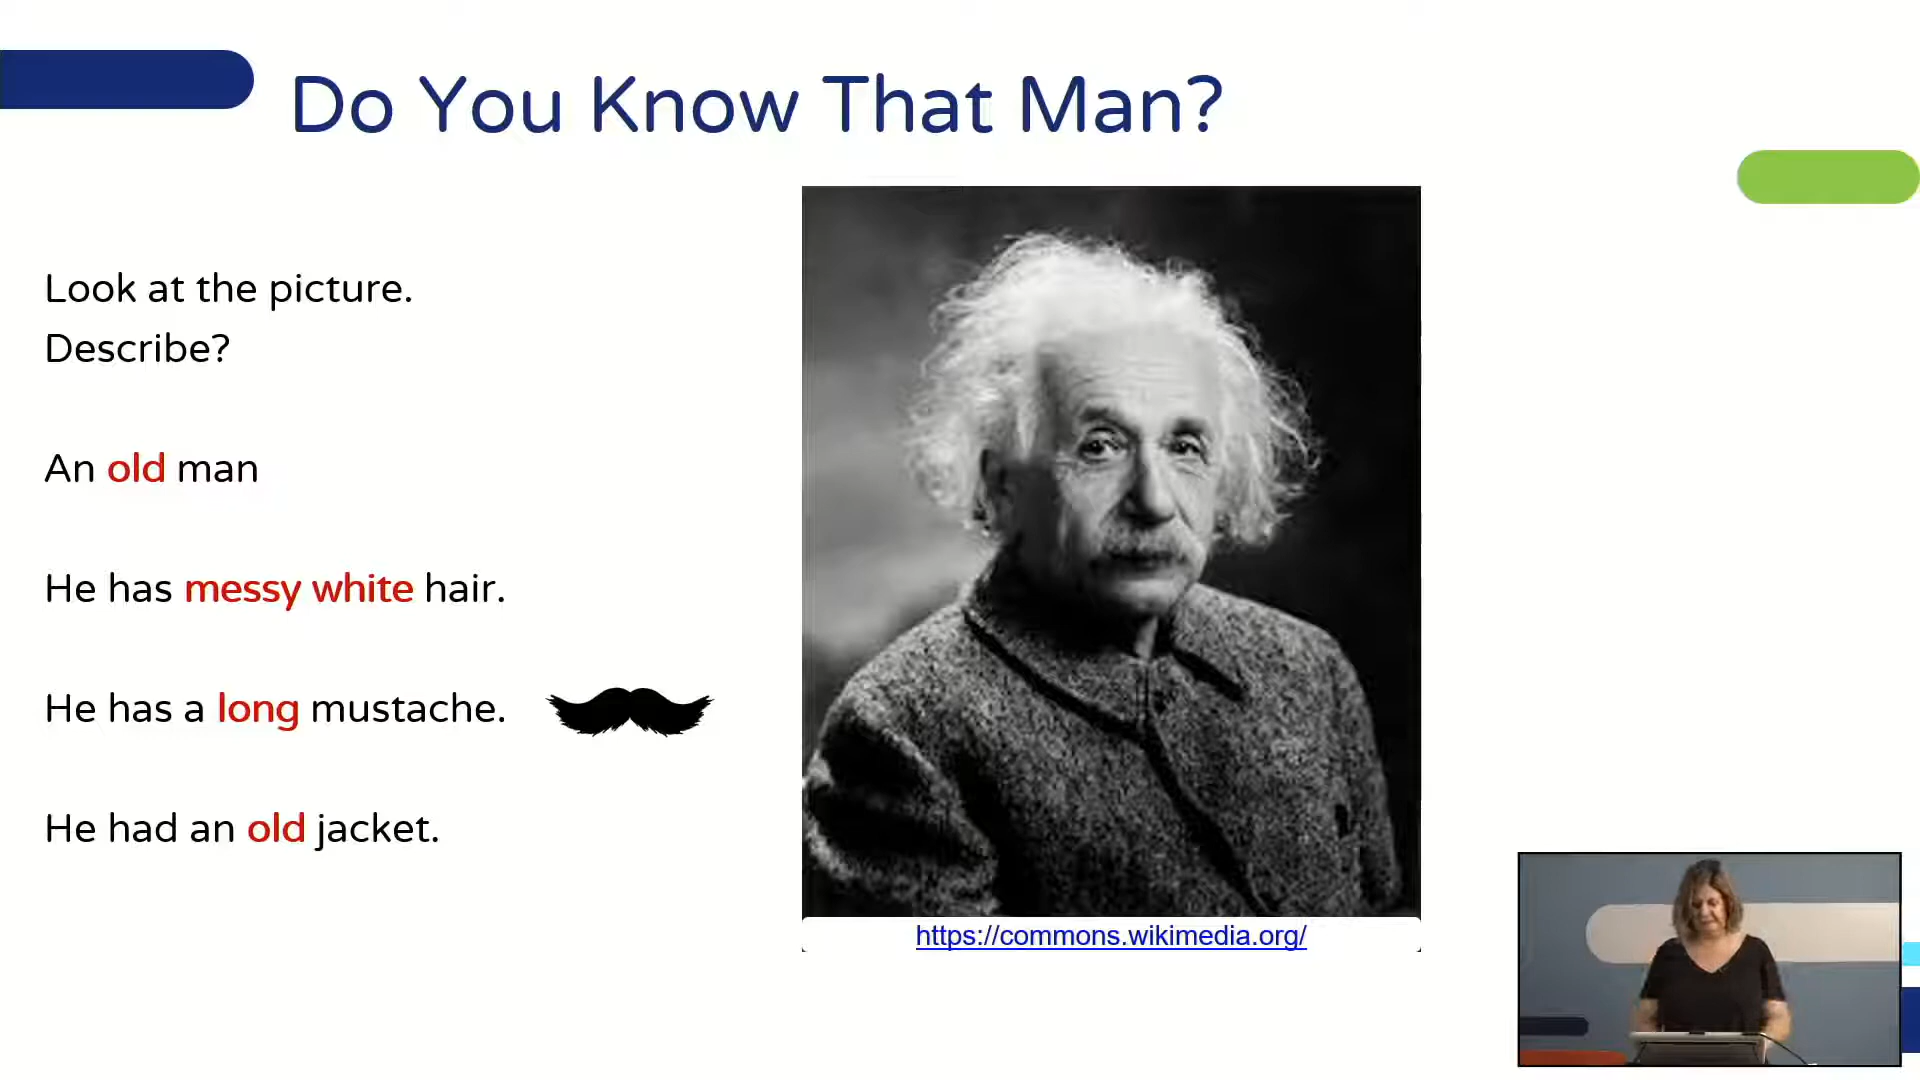 Do You Know That Man?
Look at the picture.
Describe?
An old man
He has messy white hair.
He has a long mustache.
He had an old jacket.
https://commons.wikimedia.org/